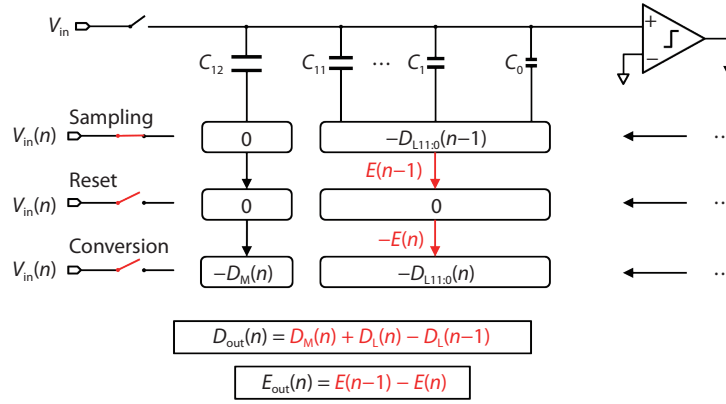 V_in
+
−
C_12 C_11 ... C_1 C_0
Sampling
V_in(n) 0 −D_L11:0(n−1) ...
E(n−1)
Reset
V_in(n) 0 0 ...
−E(n)
Conversion
V_in(n) −D_M(n) −D_L11:0(n) ...
D_out(n) = D_M(n) + D_L(n) − D_L(n−1)
E_out(n) = E(n−1) − E(n)